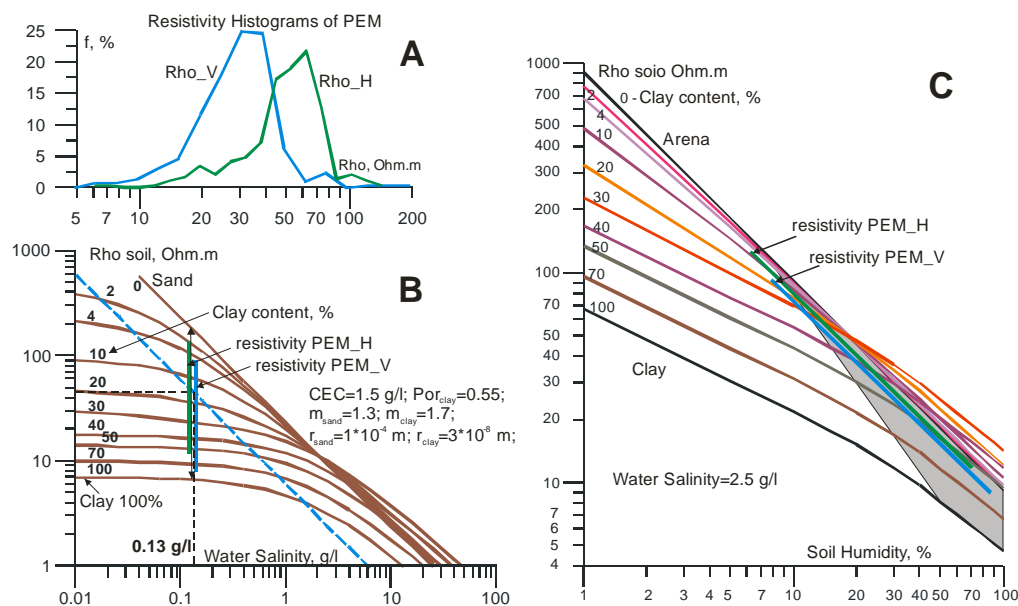 Resistivity Histograms of PEM
A
f, %
25
20
15
10
5
0
Rho_V
Rho_H
Rho, Ohm.m
5 7 10 20 30 50 70 100 200
B
Rho soil, Ohm.m
1000
100
10
1
0
Sand
2
4
10
20
30
40
50
70
100
Clay content, %
resistivity PEM_H
resistivity PEM_V
CEC=1.5 g/l; Por_clay=0.55;
m_sand=1.3; m_clay=1.7;
r_sand=1*10^-4 m; r_clay=3*10^-8 m;
Clay 100%
0.13 g/l
Water Salinity, g/l
0.01 0.1 1 10 100
C
Rho soio Ohm.m
1000
700
500
400
300
200
100
70
50
40
30
20
10
7
6
5
4
0 -Clay content, %
2
4
10
20
30
40
50
70
100
Arena
resistivity PEM_H
resistivity PEM_V
Clay
Water Salinity=2.5 g/l
Soil Humidity, %
1 2 3 4 5 7 10 20 30 40 50 70 100